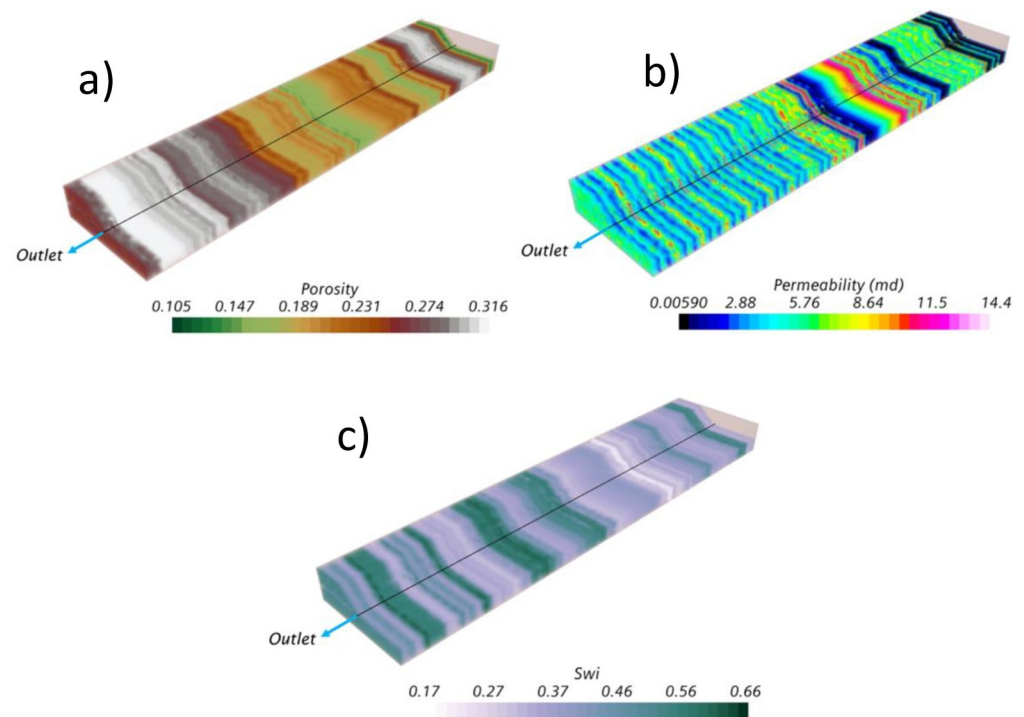 a)
b)
Outlet
Outlet
Porosity
0.105 0.147 0.189 0.231 0.274 0.316
Permeability (md)
0.00590 2.88 5.76 8.64 11.5 14.4
c)
Outlet
Swi
0.17 0.27 0.37 0.46 0.56 0.66